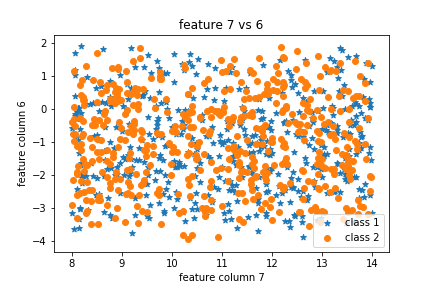 feature 7 vs 6
feature column 6
2
1
0
−1
−2
−3
−4
class 1
class 2
8
9
10
11
12
13
14
feature column 7